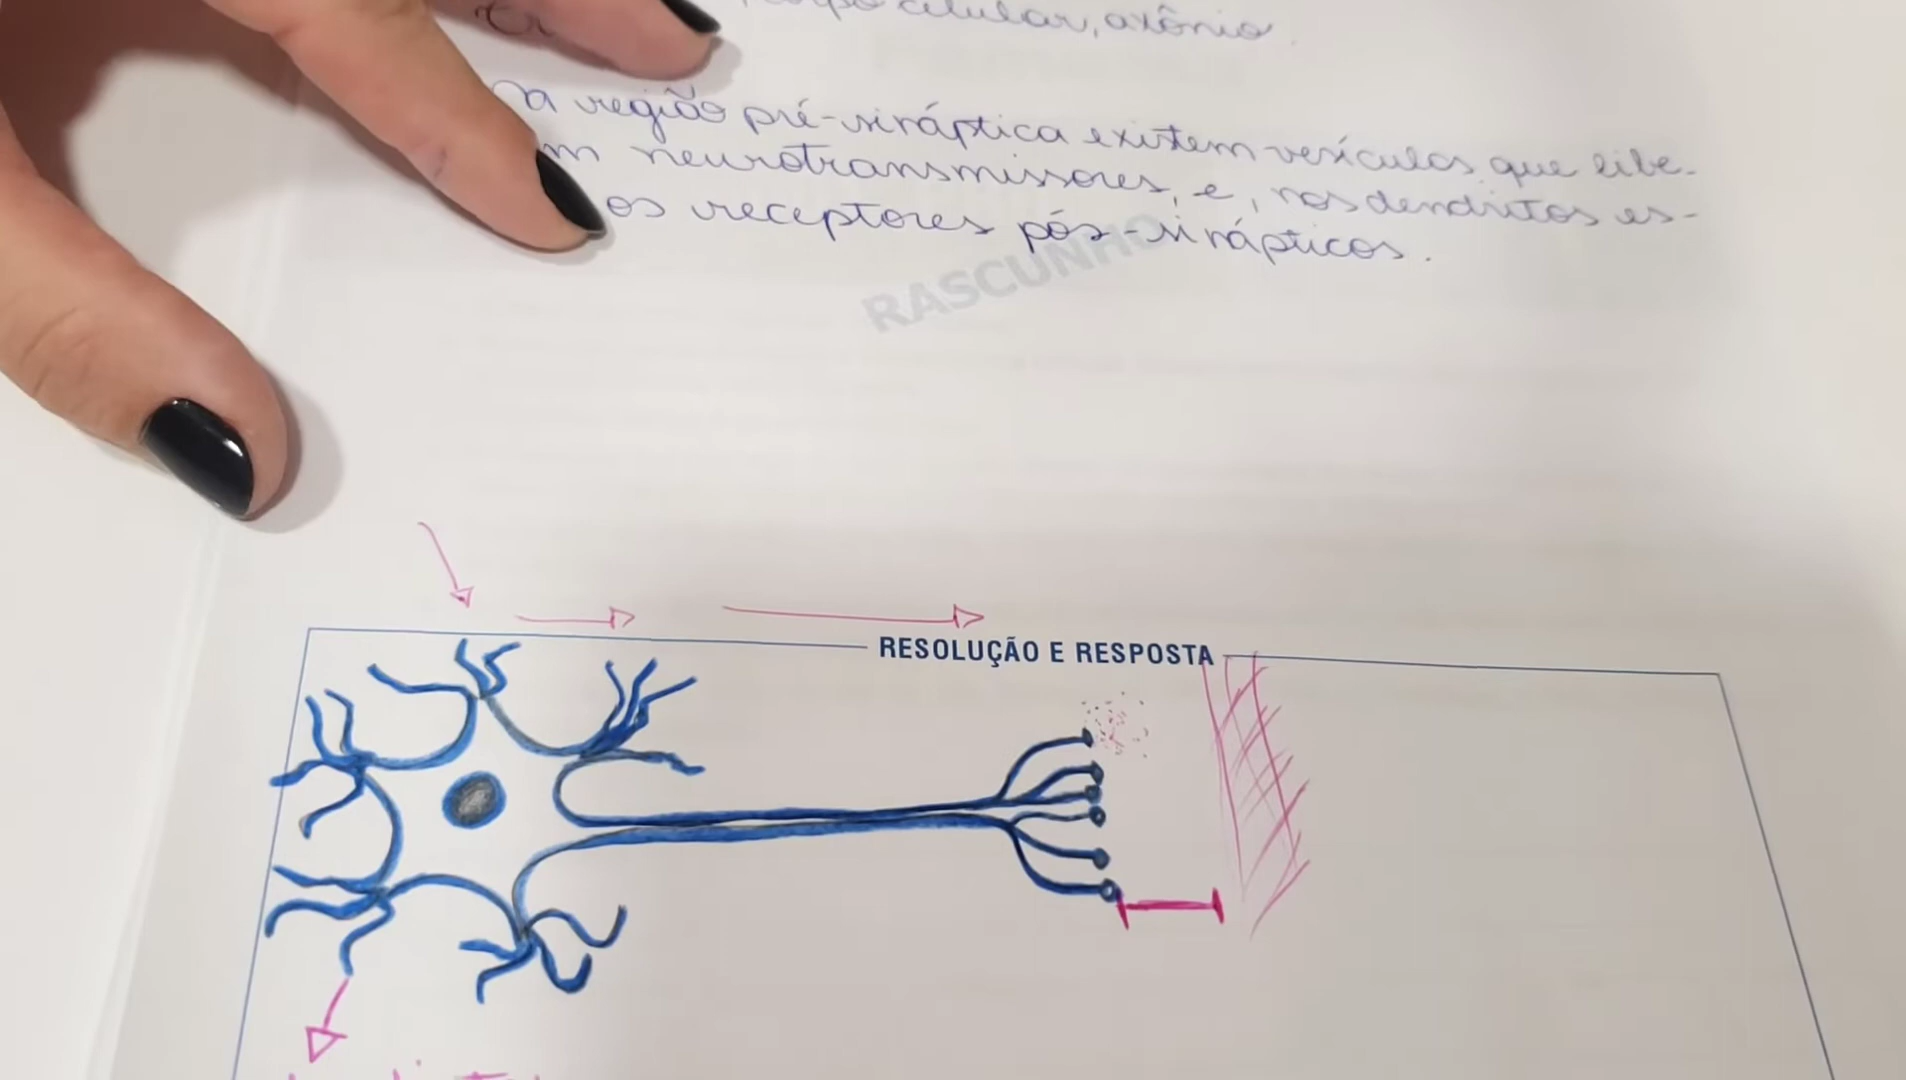 celular, axônio.
a região pré-sináptica existem vesículas que libe-
m neurotransmissores, e, nos dendritos es-
os receptores pós-sinápticos.
RASCUNHO
RESOLUÇÃO E RESPOSTA